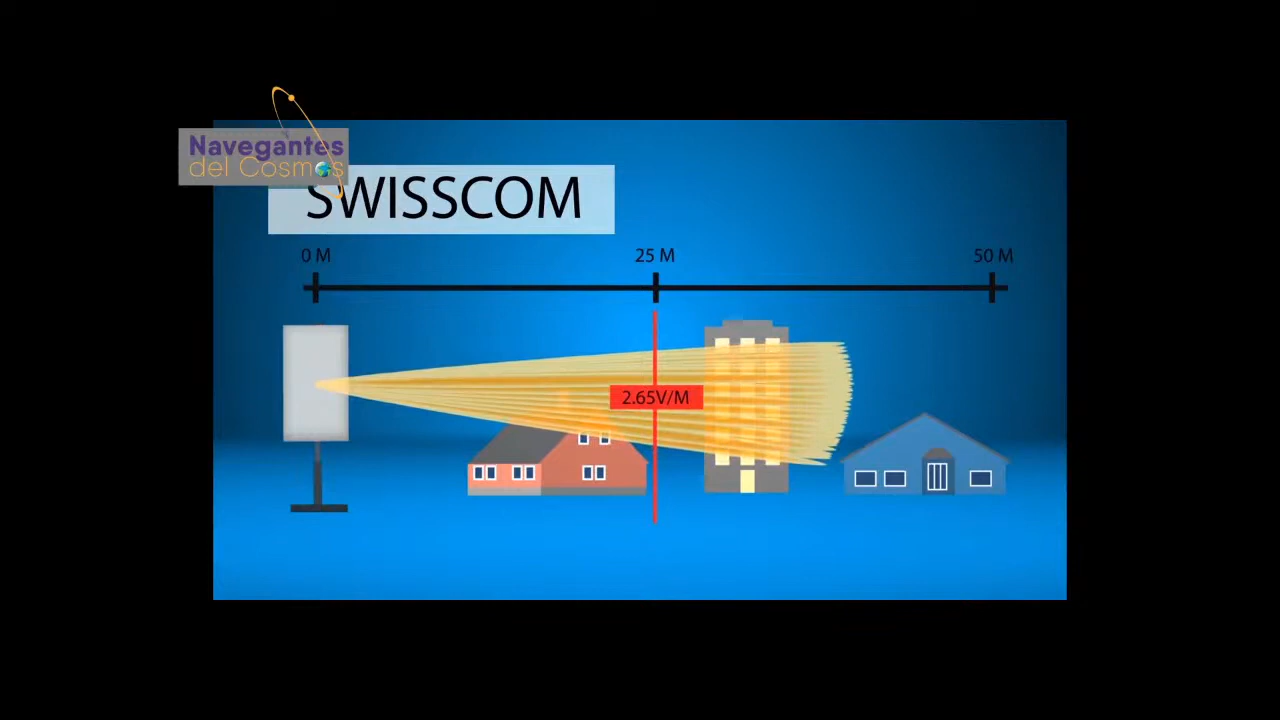 Navegantes
del Cosmos
SWISSCOM
0 M
25 M
50 M
2.65V/M